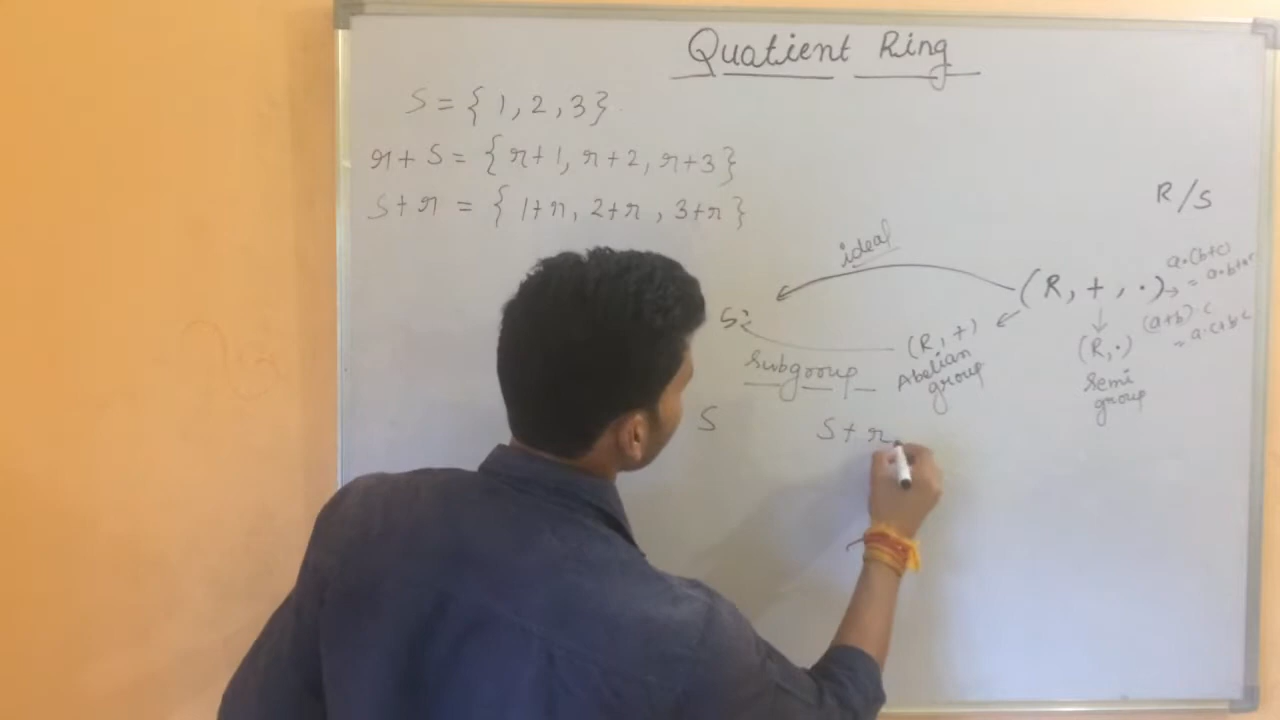 Quatient Ring
S = { 1, 2, 3 }.
r + S = { r+1, r+2, r+3 }
S + r = { 1+r, 2+r, 3+r }
R/S
ideal
(R, +, ·)
a·(b+c)
= a·b+a·c
S
(R, +)
Abelian
group
(R, ·)
Semi
group
(a+b)·c
= a·c+b·c
Subgroup
S
S + r